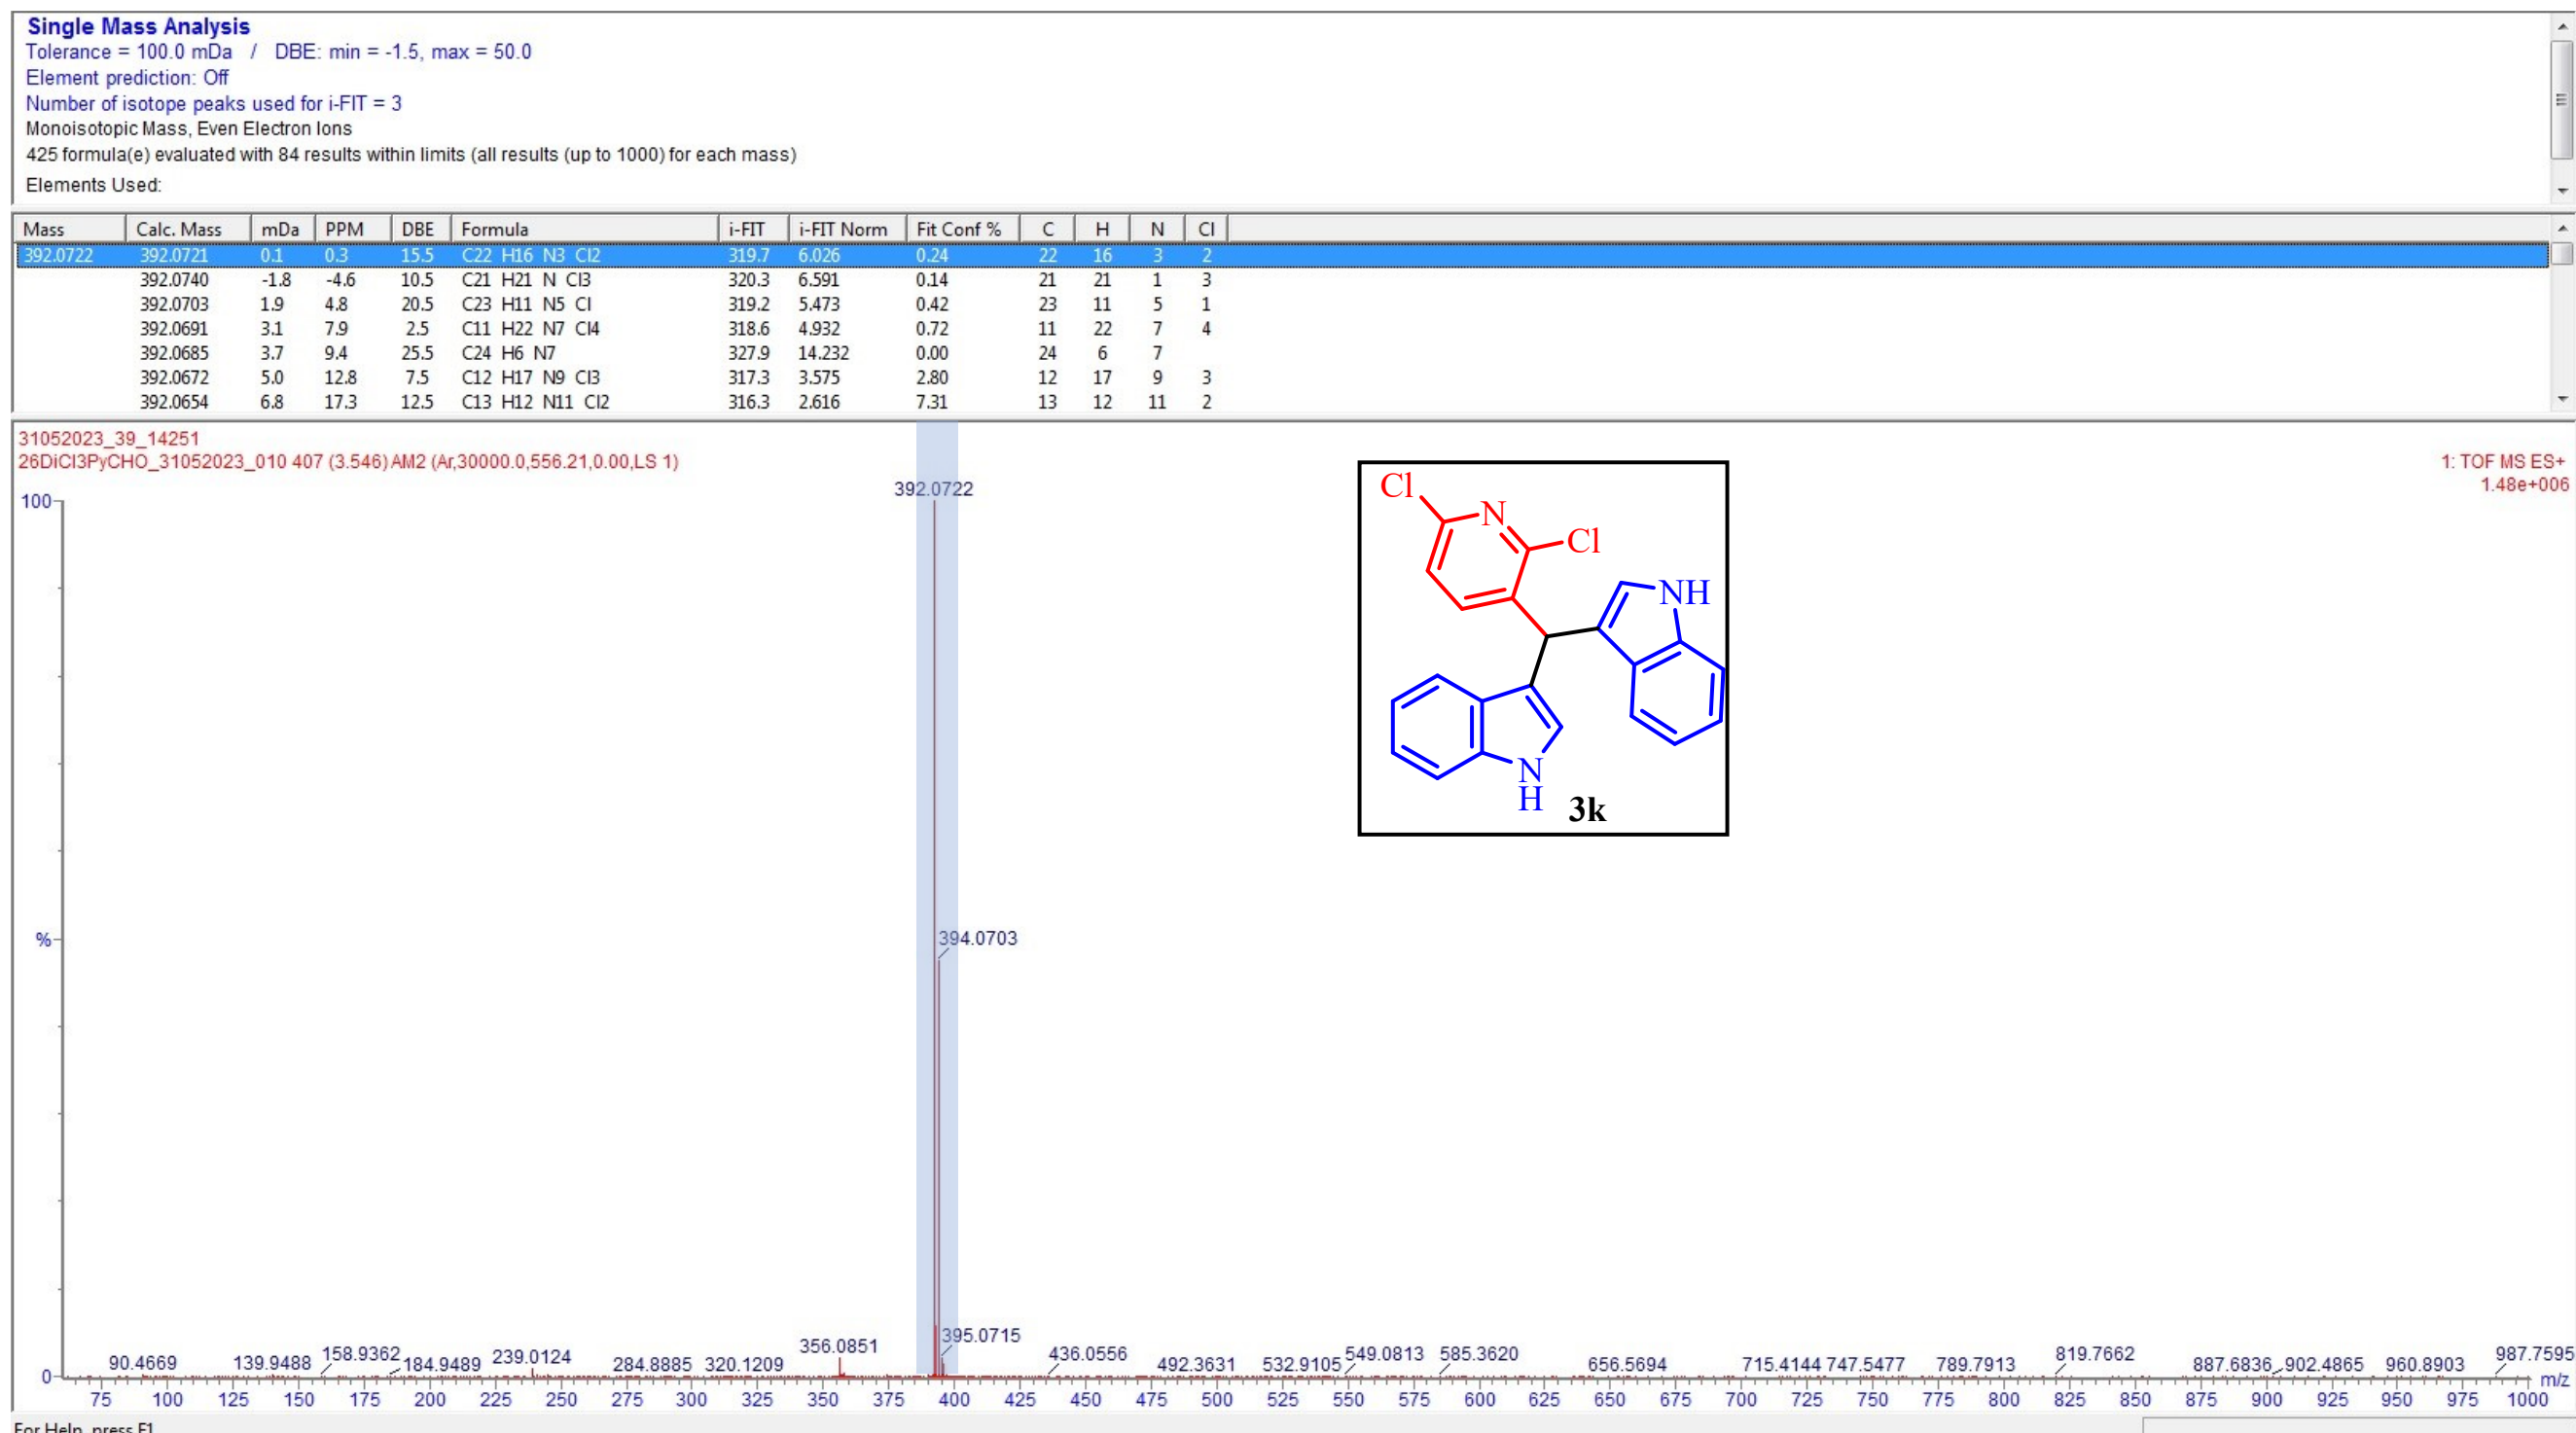 Single Mass Analysis
Tolerance = 100.0 mDa / DBE: min = -1.5, max = 50.0
Element prediction: Off
Number of isotope peaks used for i-FIT = 3
Monoisotopic Mass, Even Electron Ions
425 formula(e) evaluated with 84 results within limits (all results (up to 1000) for each mass)
Elements Used:
Mass Calc. Mass mDa PPM DBE Formula i-FIT i-FIT Norm Fit Conf % C H N Cl
392.0722 392.0721 0.1 0.3 15.5 C22 H16 N3 Cl2 319.7 6.026 0.24 22 16 3 2
392.0740 -1.8 -4.6 10.5 C21 H21 N Cl3 320.3 6.591 0.14 21 21 1 3
392.0703 1.9 4.8 20.5 C23 H11 N5 Cl 319.2 5.473 0.42 23 11 5 1
392.0691 3.1 7.9 2.5 C11 H22 N7 Cl4 318.6 4.932 0.72 11 22 7 4
392.0685 3.7 9.4 25.5 C24 H6 N7 327.9 14.232 0.00 24 6 7
392.0672 5.0 12.8 7.5 C12 H17 N9 Cl3 317.3 3.575 2.80 12 17 9 3
392.0654 6.8 17.3 12.5 C13 H12 N11 Cl2 316.3 2.616 7.31 13 12 11 2
31052023_39_14251
26DiCl3PyCHO_31052023_010 407 (3.546) AM2 (Ar,30000.0,556.21,0.00,LS 1)
1: TOF MS ES+
1.48e+006
100
392.0722
Cl
N
Cl
NH
N
H
3k
%
394.0703
395.0715
356.0851
90.4669 139.9488 158.9362 184.9489 239.0124 284.8885 320.1209 436.0556 492.3631 532.9105 549.0813 585.3620 656.5694 715.4144 747.5477 789.7913 819.7662 887.6836 902.4865 960.8903 987.7595
0
m/z
75 100 125 150 175 200 225 250 275 300 325 350 375 400 425 450 475 500 525 550 575 600 625 650 675 700 725 750 775 800 825 850 875 900 925 950 975 1000
For Help, press F1